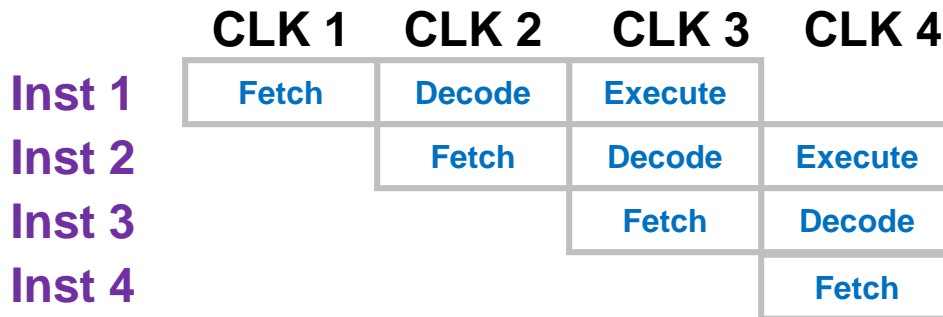 CLK 1 CLK 2 CLK 3 CLK 4
Inst 1 Fetch Decode Execute
Inst 2 Fetch Decode Execute
Inst 3 Fetch Decode
Inst 4 Fetch